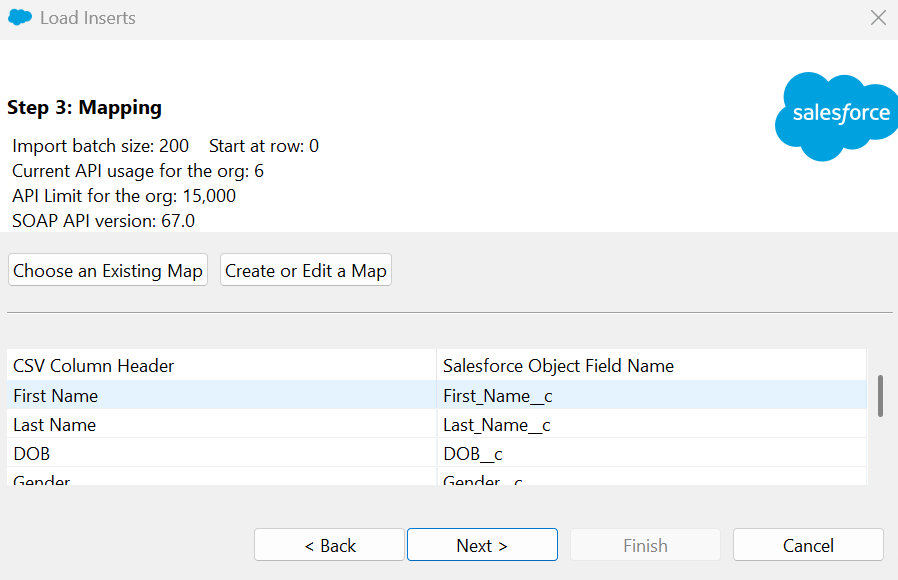 Load Inserts
Step 3: Mapping
salesforce
Import batch size: 200 Start at row: 0
Current API usage for the org: 6
API Limit for the org: 15,000
SOAP API version: 67.0
Choose an Existing Map Create or Edit a Map
CSV Column Header Salesforce Object Field Name
First Name First_Name__c
Last Name Last_Name__c
DOB DOB__c
Gender Gender__c
< Back Next > Finish Cancel